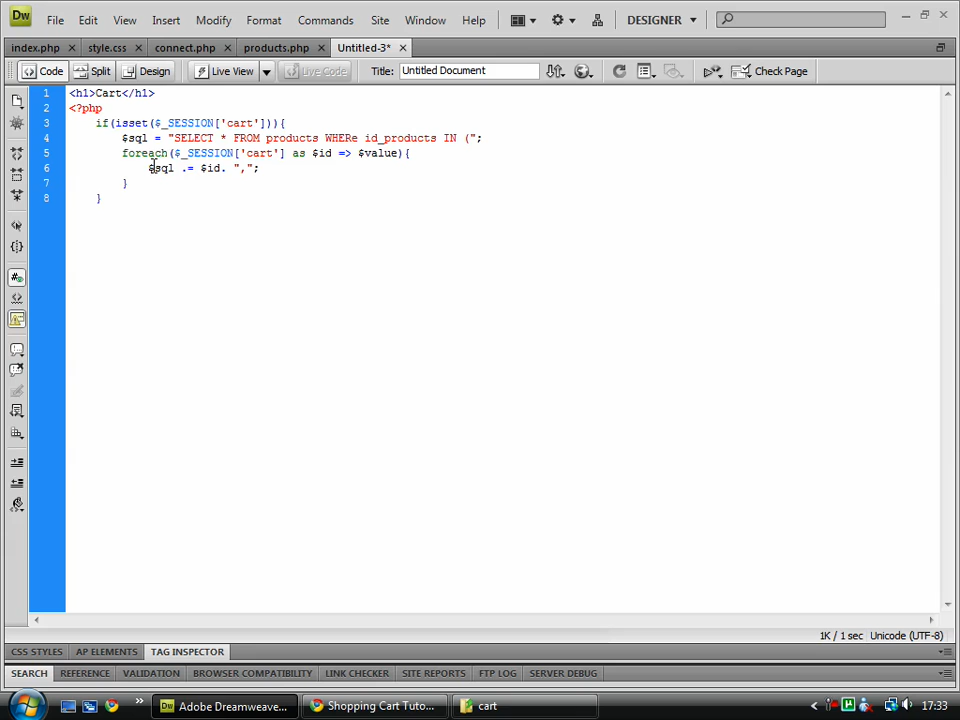 Dw File Edit View Insert Modify Format Commands Site Window Help DESIGNER
index.php style.css connect.php products.php Untitled-3*
Code Split Design Live View Live Code Title: Untitled Document Check Page
1 <h1>Cart</h1>
2 <?php
3 if(isset($_SESSION['cart'])){
4 $sql = "SELECT * FROM products WHERe id_products IN (";
5 foreach($_SESSION['cart'] as $id => $value){
6 $sql .= $id. ",";
7 }
8 }
1K / 1 sec Unicode (UTF-8)
CSS STYLES AP ELEMENTS TAG INSPECTOR
SEARCH REFERENCE VALIDATION BROWSER COMPATIBILITY LINK CHECKER SITE REPORTS FTP LOG SERVER DEBUG
» Dw Adobe Dreamweave... Shopping Cart Tuto... cart 17:33